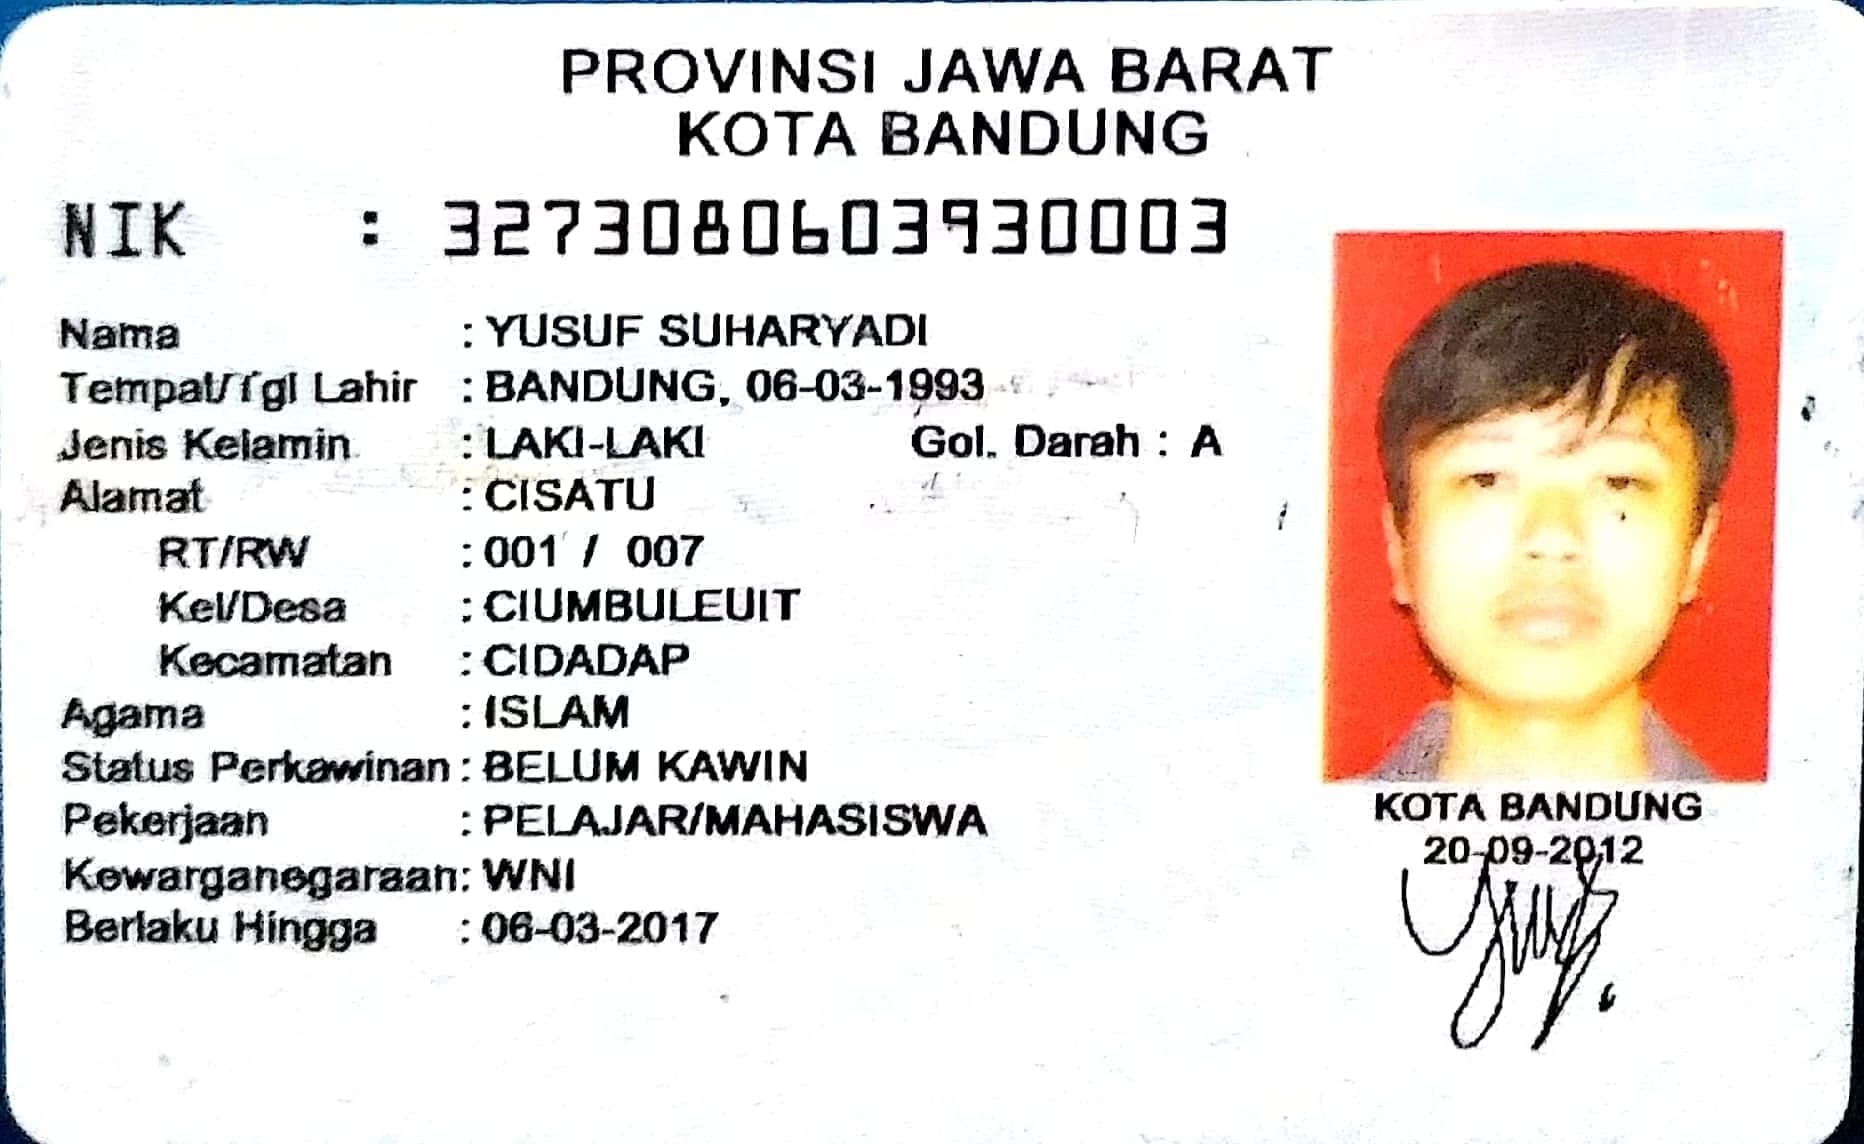 PROVINSI JAWA BARAT
KOTA BANDUNG
NIK : 3273080603930003
Nama : YUSUF SUHARYADI
Tempat/Tgl Lahir : BANDUNG, 06-03-1993
Jenis Kelamin : LAKI-LAKI Gol. Darah : A
Alamat : CISATU
RT/RW : 001 / 007
Kel/Desa : CIUMBULEUIT
Kecamatan : CIDADAP
Agama : ISLAM
Status Perkawinan : BELUM KAWIN
Pekerjaan : PELAJAR/MAHASISWA
Kewarganegaraan: WNI
Berlaku Hingga : 06-03-2017
KOTA BANDUNG
20-09-2012